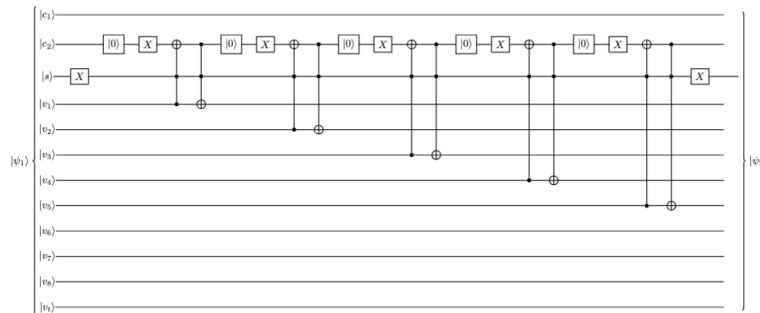 |c₁⟩
|c₂⟩ |0⟩ X |0⟩ X |0⟩ X |0⟩ X |0⟩ X
|s⟩ X X
|v₁⟩
|v₂⟩
|v₃⟩
|ψ₁⟩
|v₄⟩
|v₅⟩
|v₆⟩
|v₇⟩
|v₈⟩
|vₜ⟩